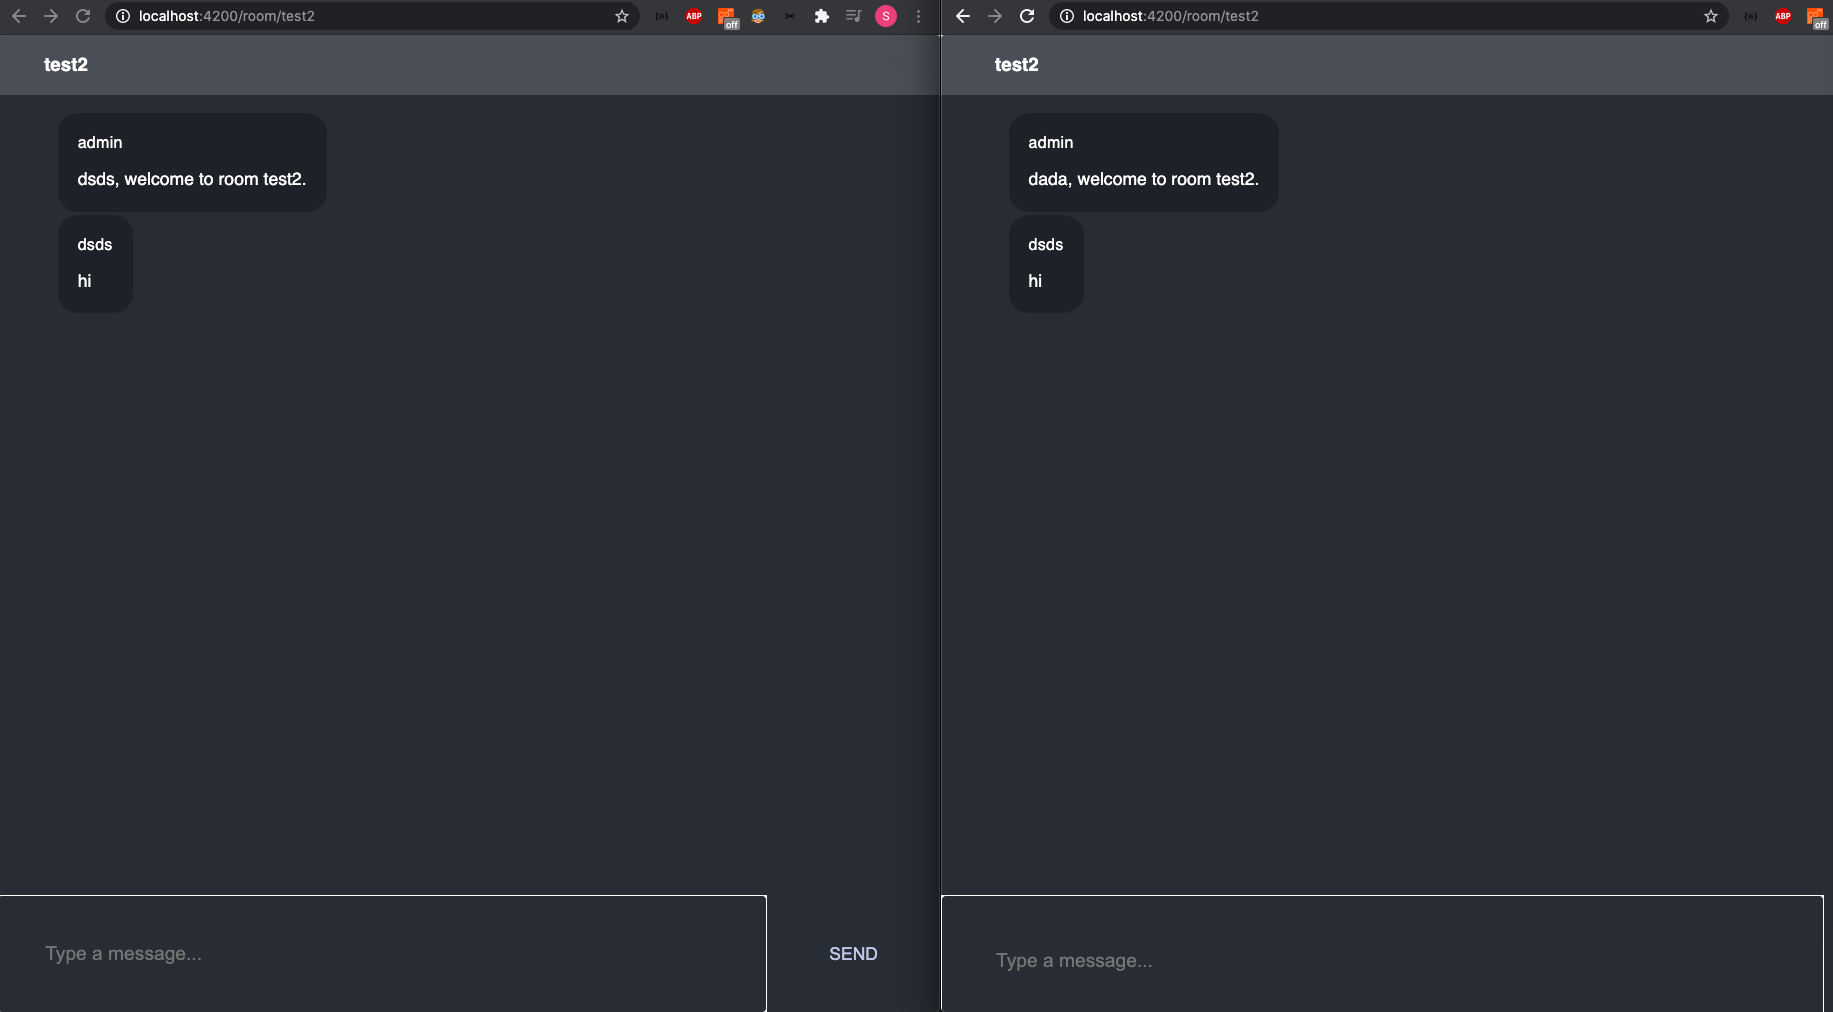 localhost:4200/room/test2
ABP
off
S
test2
admin
dsds, welcome to room test2.
dsds
hi
Type a message...
SEND
localhost:4200/room/test2
ABP
off
test2
admin
dada, welcome to room test2.
dsds
hi
Type a message...